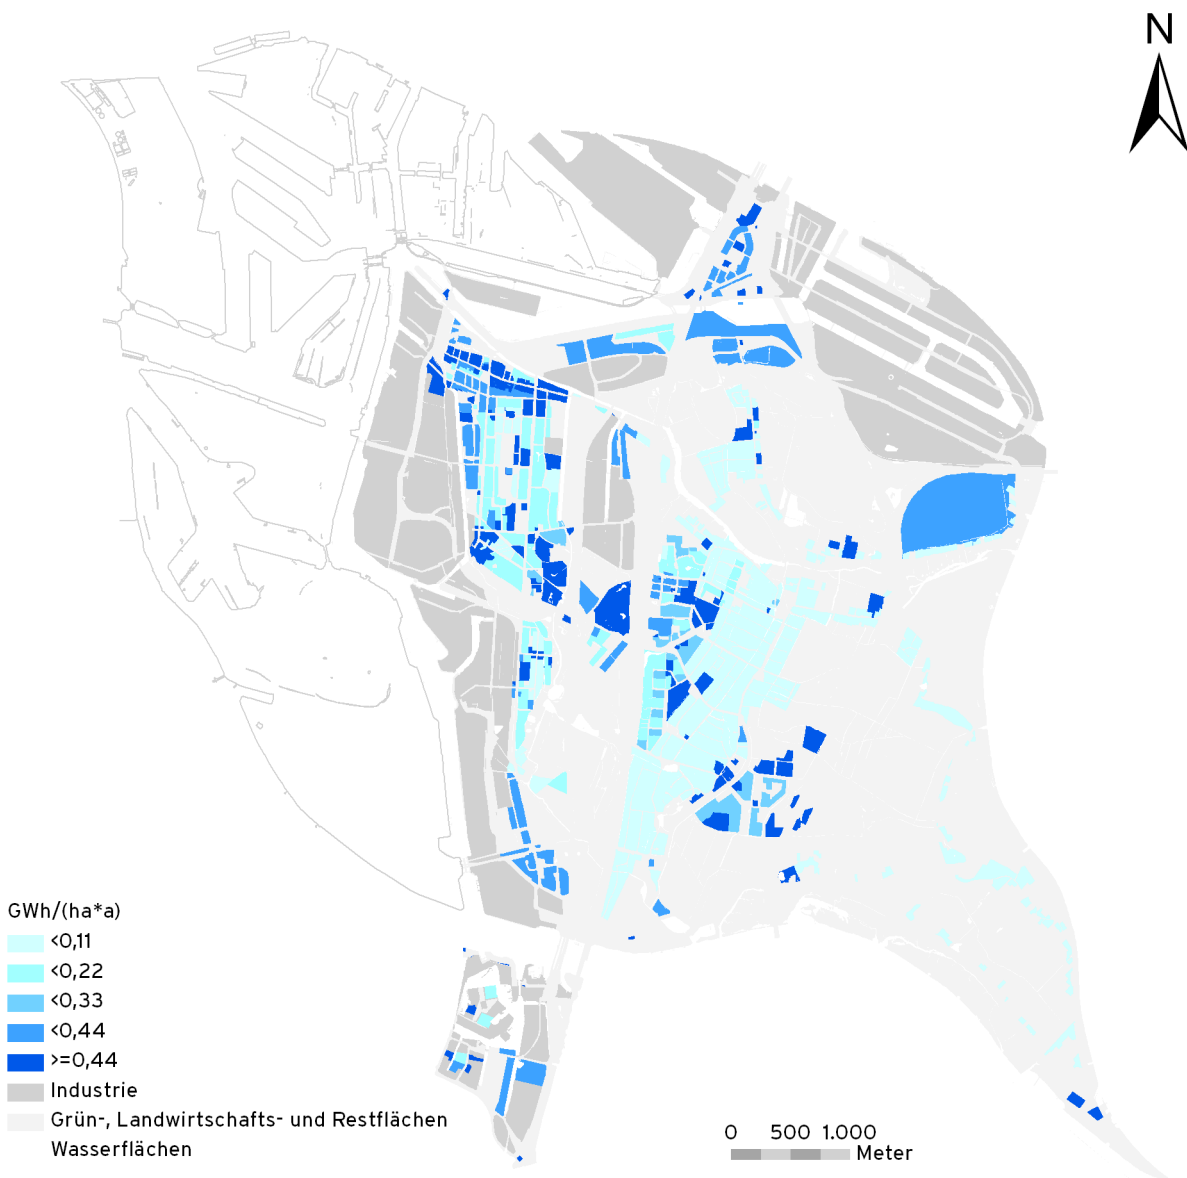 N
GWh/(ha*a)
<0,11
<0,22
<0,33
<0,44
>=0,44
Industrie
Grün-, Landwirtschafts- und Restflächen
Wasserflächen
0 500 1.000
Meter